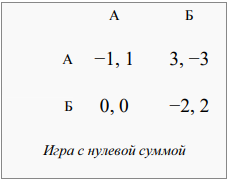 А Б
А −1, 1 3, −3
Б 0, 0 −2, 2
Игра с нулевой суммой